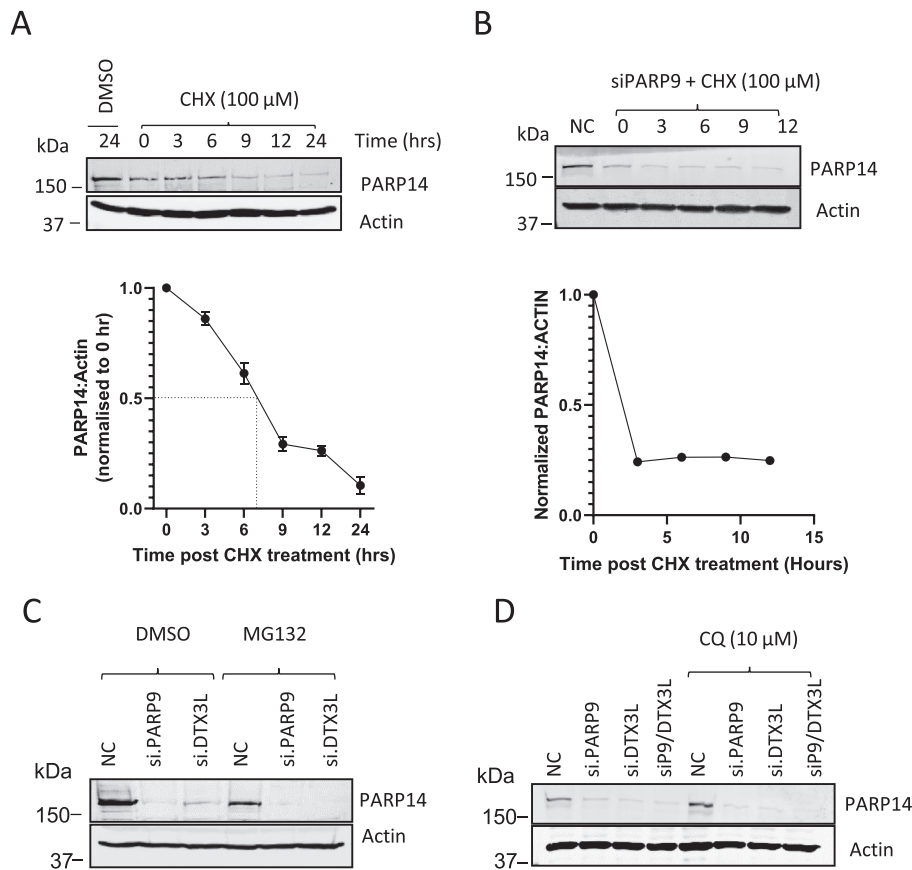 A
DMSO
CHX (100 µM)
kDa
24 0 3 6 9 12 24 Time (hrs)
150
PARP14
37
Actin
PARP14:Actin
(normalised to 0 hr)
1.0
0.5
0.0
0 3 6 9 12 24
Time post CHX treatment (hrs)
B
siPARP9 + CHX (100 µM)
kDa
NC 0 3 6 9 12
150
PARP14
37
Actin
Normalized PARP14:ACTIN
1.0
0.5
0.0
0 5 10 15
Time post CHX treatment (Hours)
C
DMSO MG132
NC si.PARP9 si.DTX3L NC si.PARP9 si.DTX3L
kDa
150
PARP14
Actin
37
D
CQ (10 µM)
NC si.PARP9 si.DTX3L siP9/DTX3L NC si.PARP9 si.DTX3L siP9/DTX3L
kDa
150
PARP14
Actin
37